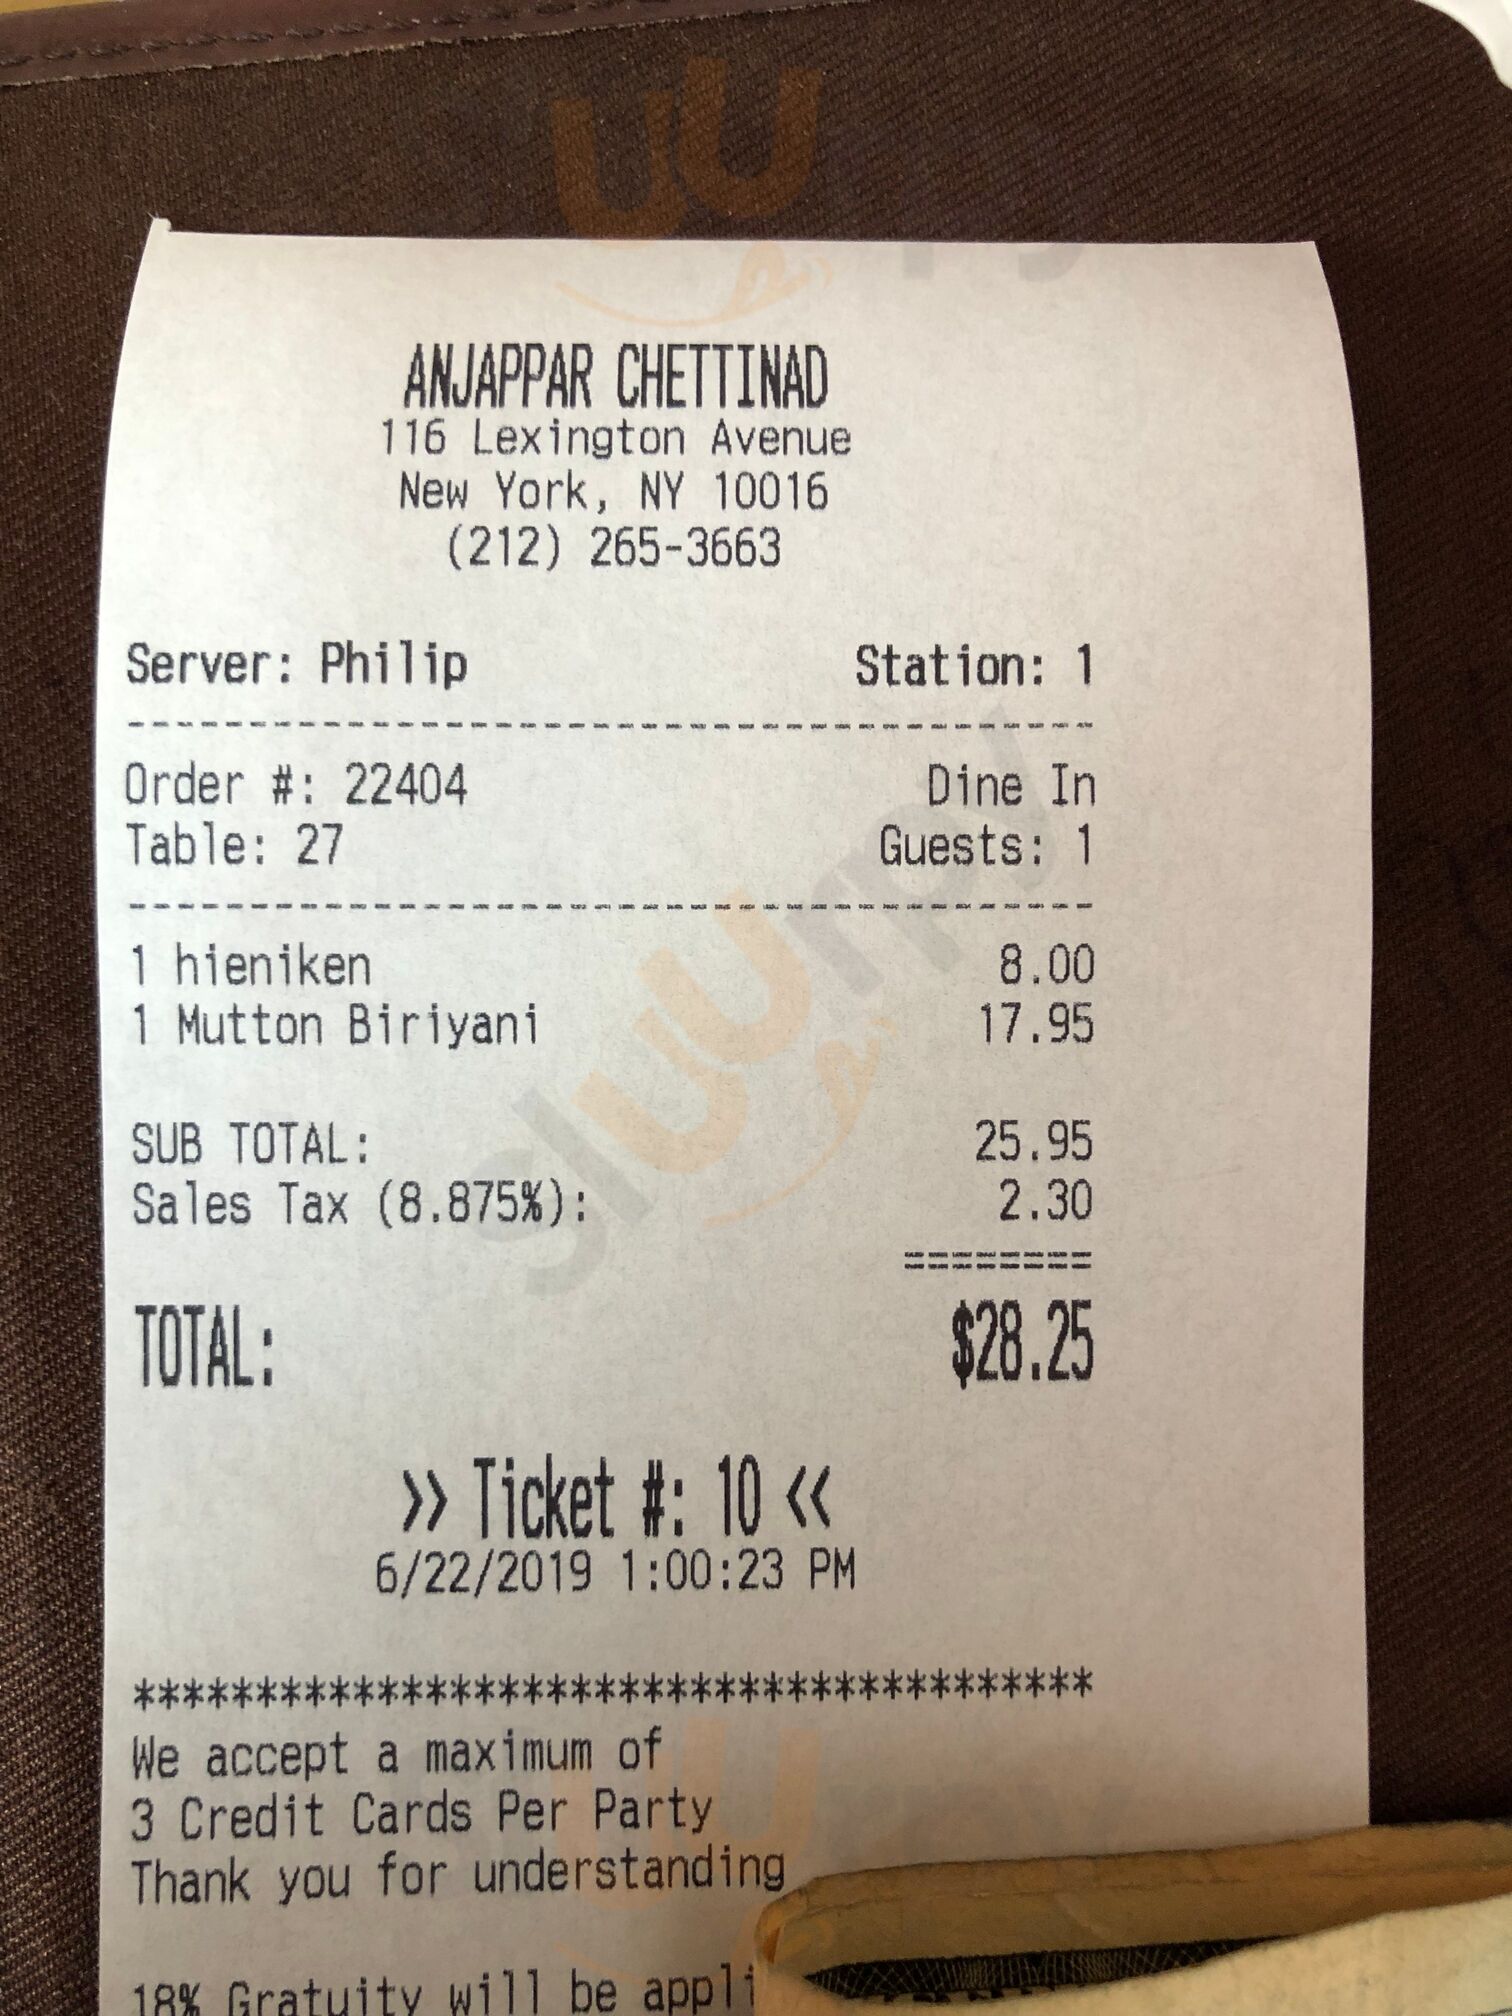 ANJAPPAR CHETTINAD
116 Lexington Avenue
New York, NY 10016
(212) 265-3663
Server: Philip Station: 1
----------------------------------------
Order #: 22404 Dine In
Table: 27 Guests: 1
----------------------------------------
1 hieniken 8.00
1 Mutton Biriyani 17.95
SUB TOTAL: 25.95
Sales Tax (8.875%): 2.30
========
TOTAL: $28.25
>> Ticket #: 10 <<
6/22/2019 1:00:23 PM
****************************************
We accept a maximum of
3 Credit Cards Per Party
Thank you for understanding
18% Gratuity will be appli
sluurpy